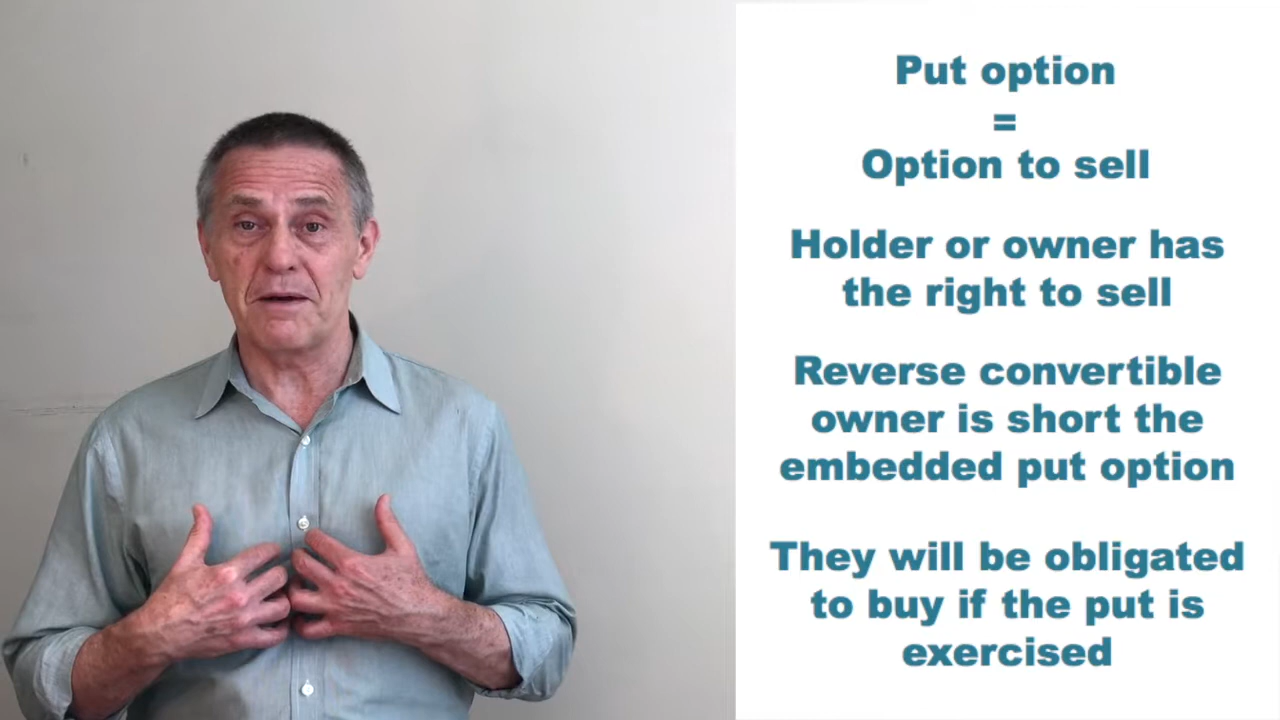 Put option
=
Option to sell
Holder or owner has
the right to sell
Reverse convertible
owner is short the
embedded put option
They will be obligated
to buy if the put is
exercised